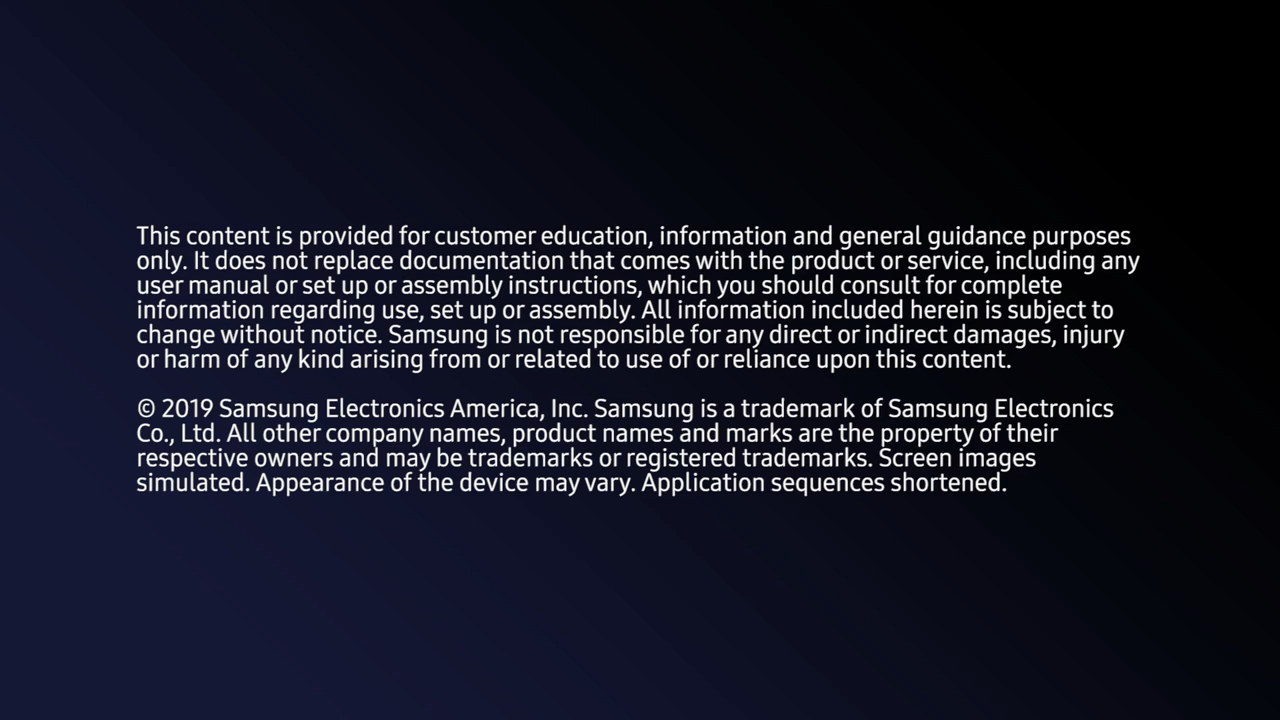 This content is provided for customer education, information and general guidance purposes
only. It does not replace documentation that comes with the product or service, including any
user manual or set up or assembly instructions, which you should consult for complete
information regarding use, set up or assembly. All information included herein is subject to
change without notice. Samsung is not responsible for any direct or indirect damages, injury
or harm of any kind arising from or related to use of or reliance upon this content.
© 2019 Samsung Electronics America, Inc. Samsung is a trademark of Samsung Electronics
Co., Ltd. All other company names, product names and marks are the property of their
respective owners and may be trademarks or registered trademarks. Screen images
simulated. Appearance of the device may vary. Application sequences shortened.